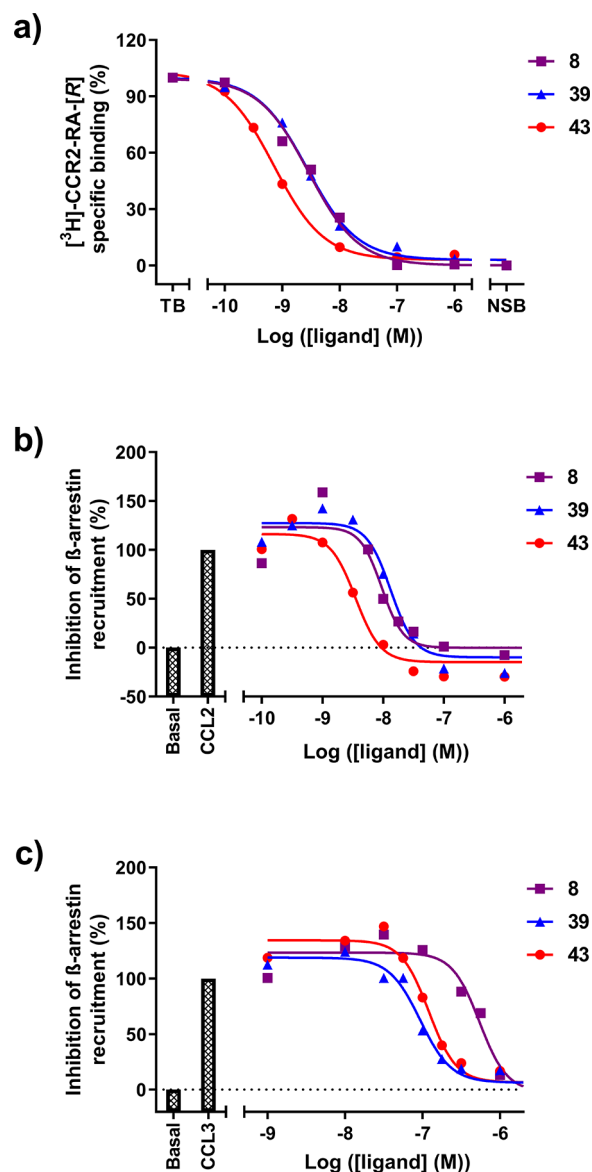 a)
120
90
60
30
0
[³H]-CCR2-RA-[R]
specific binding (%)
TB
-10
-9
-8
-7
-6
NSB
Log ([ligand] (M))
8
39
43
b)
200
150
100
50
0
-50
Inhibition of ß-arrestin
recruitment (%)
Basal
CCL2
-10
-9
-8
-7
-6
Log ([ligand] (M))
8
39
43
c)
200
150
100
50
0
Inhibition of ß-arrestin
recruitment (%)
Basal
CCL3
-9
-8
-7
-6
Log ([ligand] (M))
8
39
43